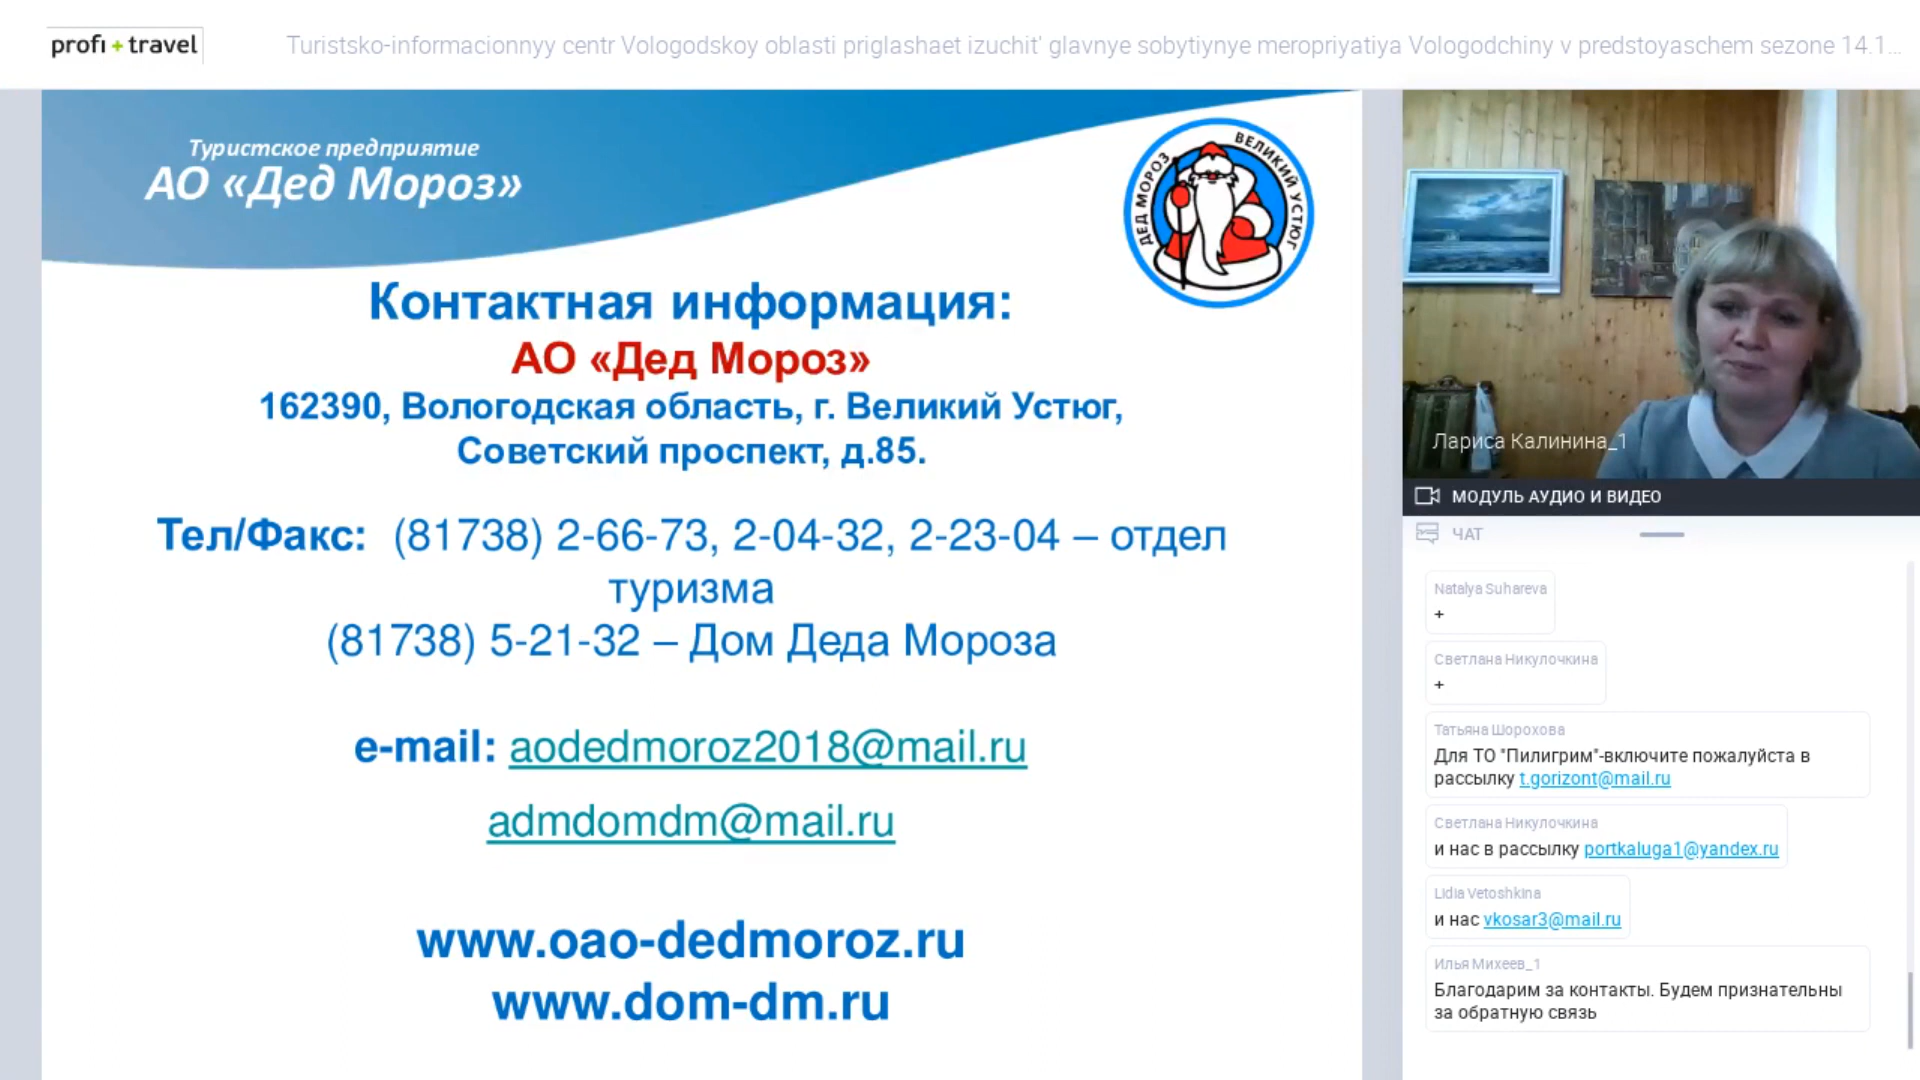 profi + travel
Turistsko-informacionnyy centr Vologodskoy oblasti priglashaet izuchit' glavnye sobytiynye meropriyatiya Vologodchiny v predstoyaschem sezone 14.1...
Туристское предприятие
АО «Дед Мороз»
ДЕД МОРОЗ ВЕЛИКИЙ УСТЮГ
Контактная информация:
АО «Дед Мороз»
162390, Вологодская область, г. Великий Устюг,
Советский проспект, д.85.
Тел/Факс: (81738) 2-66-73, 2-04-32, 2-23-04 – отдел
туризма
(81738) 5-21-32 – Дом Деда Мороза
e-mail: aodedmoroz2018@mail.ru
admdomdm@mail.ru
www.oao-dedmoroz.ru
www.dom-dm.ru
Лариса Калинина_1
МОДУЛЬ АУДИО И ВИДЕО
ЧАТ
Natalya Suhareva
+
Светлана Никулочкина
+
Татьяна Шорохова
Для ТО "Пилигрим"-включите пожалуйста в
рассылку t.gorizont@mail.ru
Светлана Никулочкина
и нас в рассылку portkaluga1@yandex.ru
Lidia Vetoshkina
и нас vkosar3@mail.ru
Илья Михеев_1
Благодарим за контакты. Будем признательны
за обратную связь